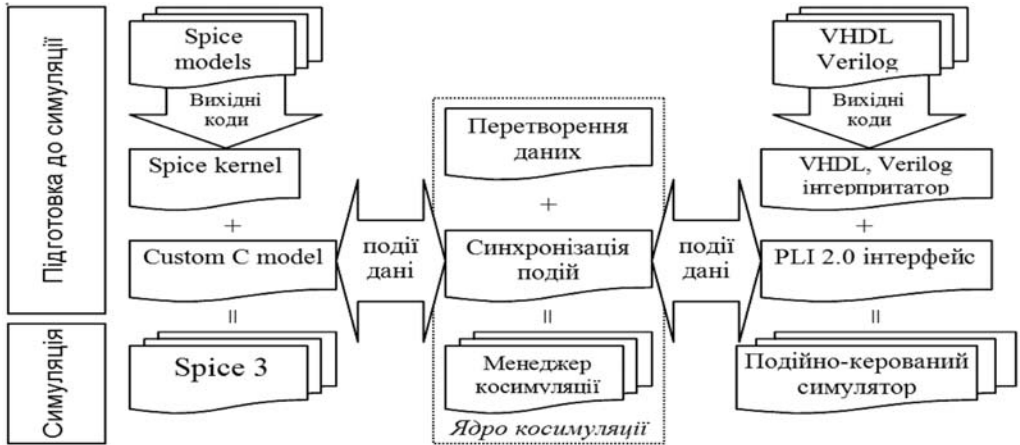 Підготовка до симуляції
Spice
models
Вихідні
коди
Spice kernel
+
Custom C model
=
події
дані
Перетворення
даних
+
Синхронізація
подій
=
події
дані
VHDL
Verilog
Вихідні
коди
VHDL, Verilog
інтерпритатор
+
PLI 2.0 інтерфейс
=
Симуляція
Spice 3
Менеджер
косимуляції
Ядро косимуляції
Подійно-керований
симулятор